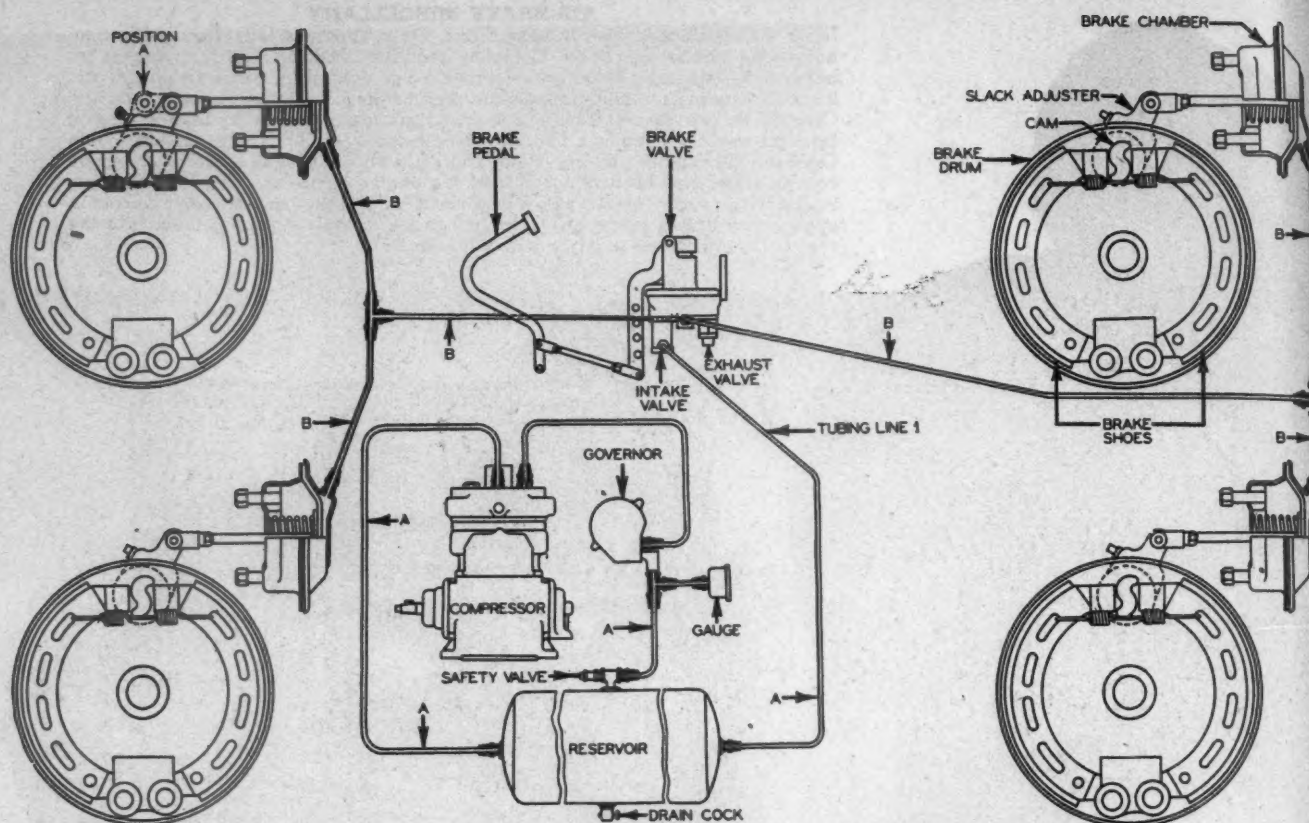 POSITION
A
BRAKE CHAMBER
SLACK ADJUSTER
CAM
BRAKE
DRUM
BRAKE
PEDAL
BRAKE
VALVE
B
B
B
B
B
B
EXHAUST
VALVE
INTAKE
VALVE
TUBING LINE 1
BRAKE
SHOES
GOVERNOR
A
COMPRESSOR
A
GAUGE
SAFETY VALVE
A
A
RESERVOIR
DRAIN COCK